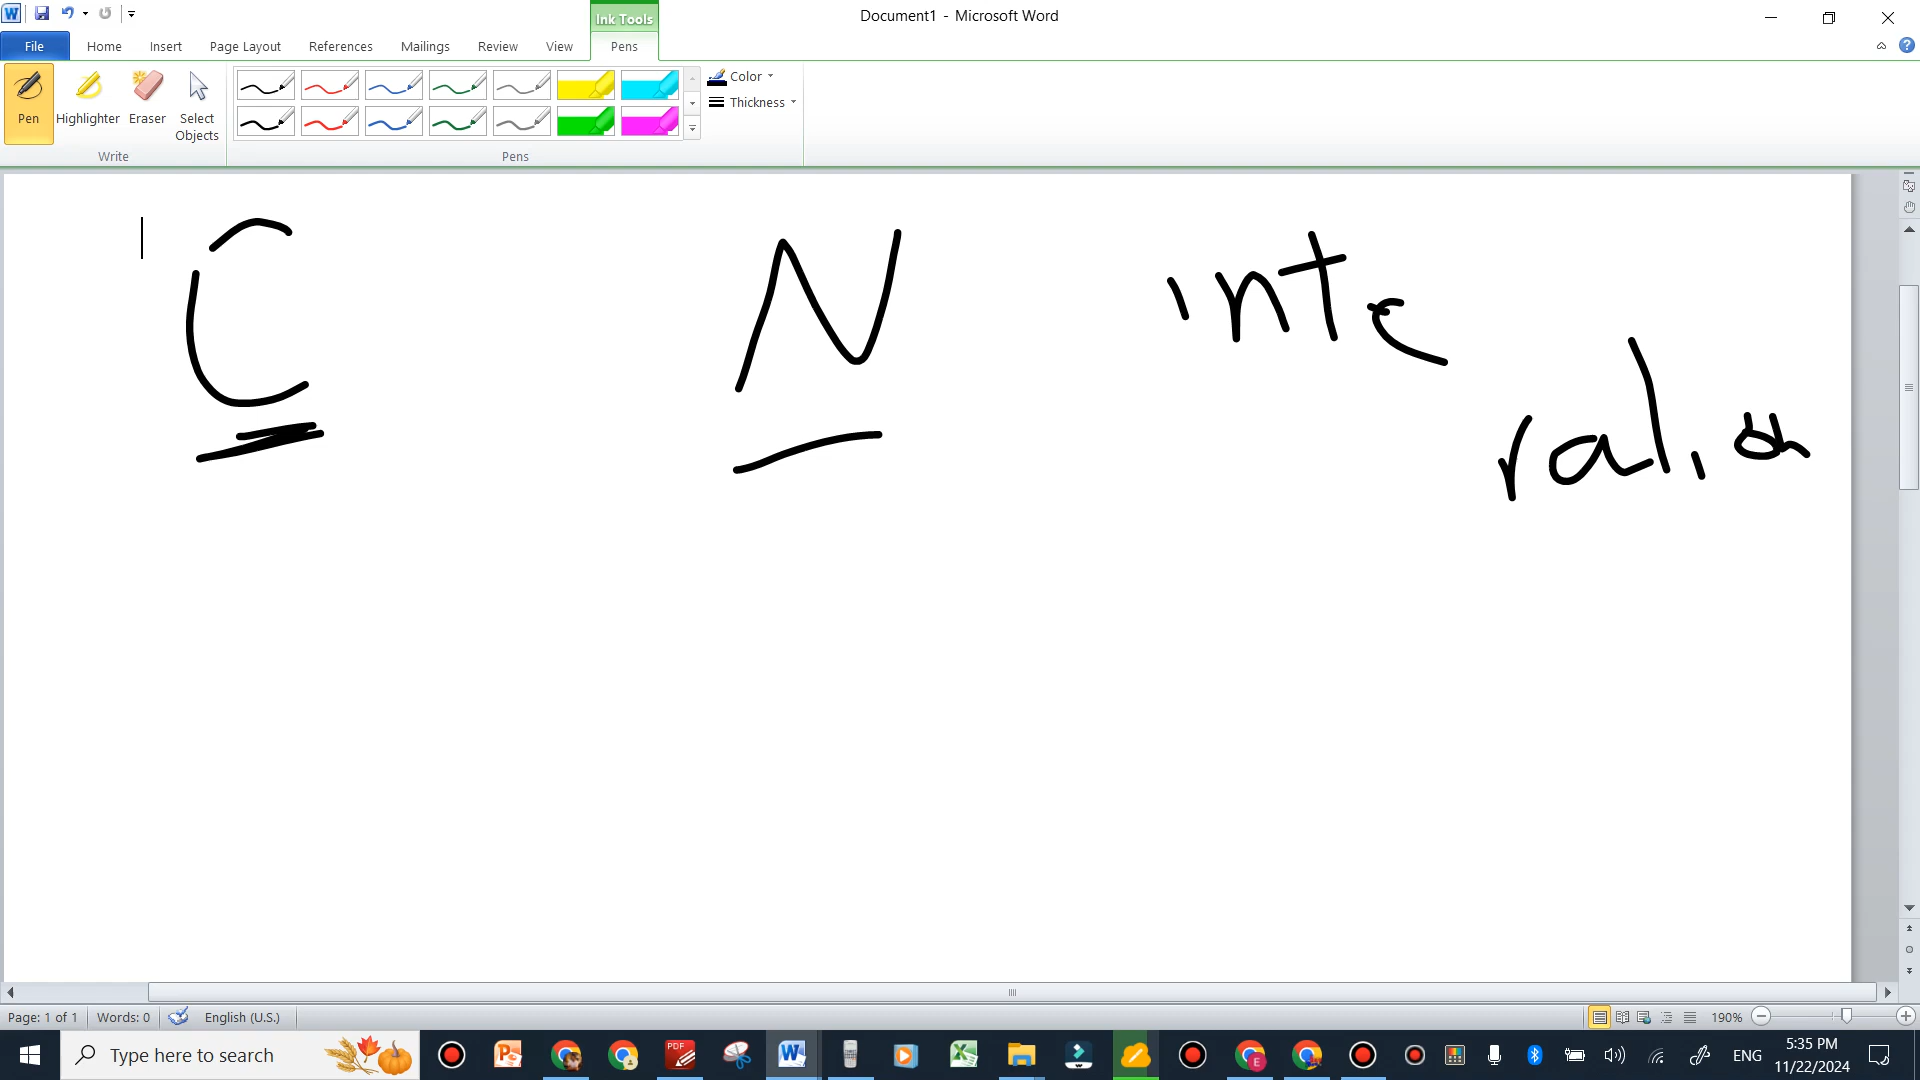 Document1 - Microsoft Word
Ink Tools
File Home Insert Page Layout References Mailings Review View Pens
Pen Highlighter Eraser Select Objects
Color
Thickness
Write Pens
C N inte
Page: 1 of 1 Words: 0 English (U.S.) 190%
Type here to search
PDF
ENG
5:35 PM
11/22/2024